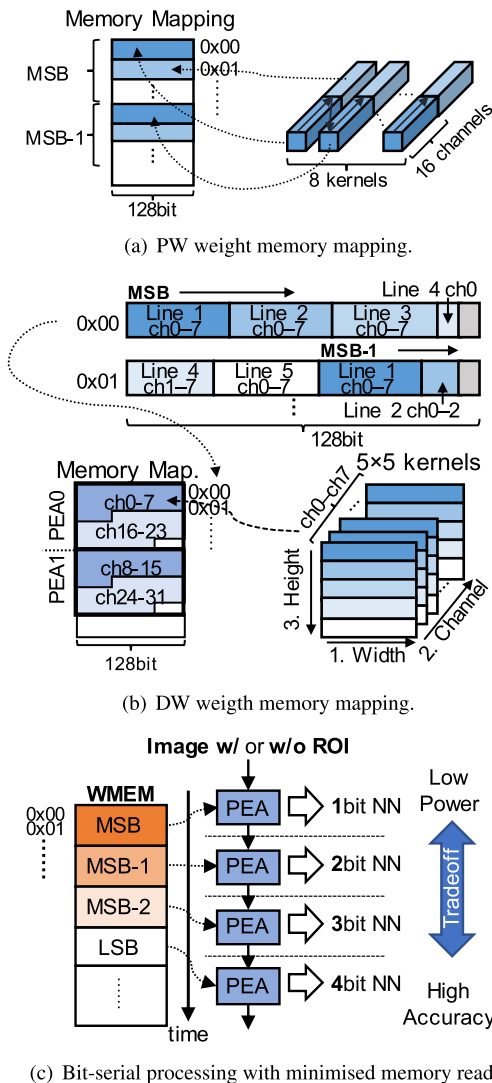 Memory Mapping
MSB
0x00
0x01
MSB-1
128bit
8 kernels
16 channels
(a) PW weight memory mapping.
MSB
Line 4 ch0
0x00
Line 1 ch0–7
Line 2 ch0–7
Line 3 ch0–7
MSB-1
0x01
Line 4 ch1–7
Line 5 ch0–7
Line 1 ch0–7
Line 2 ch0–2
128bit
Memory Map.
PEA0
ch0-7
0x00
0x01
ch16-23
PEA1
ch8-15
ch24-31
128bit
5×5 kernels
ch0–ch7
3. Height
1. Width
2. Channel
(b) DW weigth memory mapping.
Image w/ or w/o ROI
WMEM
0x00
0x01
MSB
PEA
1bit NN
Low Power
MSB-1
PEA
2bit NN
MSB-2
PEA
3bit NN
Tradeoff
LSB
PEA
4bit NN
High Accuracy
time
(c) Bit-serial processing with minimised memory read